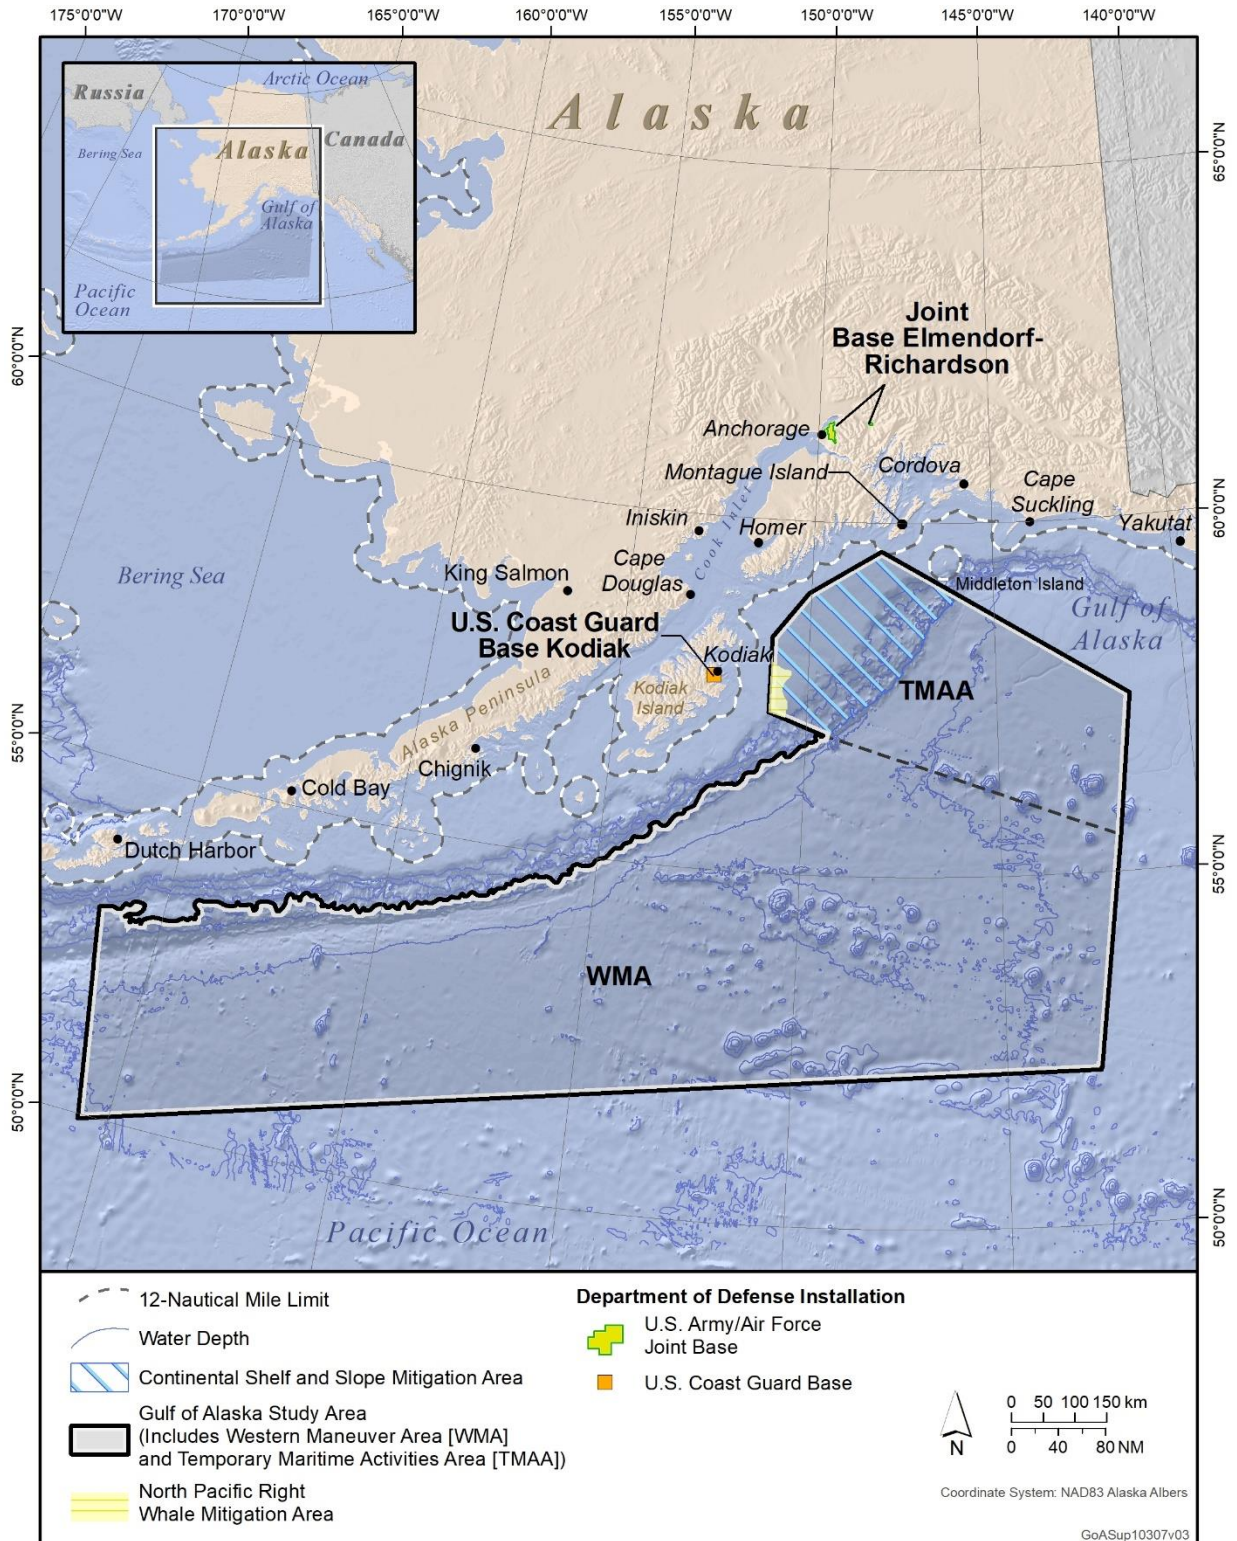 175°0'0"W
170°0'0"W
165°0'0"W
160°0'0"W
155°0'0"W
150°0'0"W
145°0'0"W
140°0'0"W
Arctic Ocean
Russia
Canada
Bering Sea
Alaska
Gulf of
Alaska
Pacific
Ocean
Alaska
65°0'0"N
60°0'0"N
Joint
Base Elmendorf-
Richardson
Anchorage
Montague Island
Cordova
Cape
Suckling
60°0'0"N
Iniskin
Homer
Yakutat
Cook Inlet
Cape
Douglas
Bering Sea
King Salmon
Middleton Island
Gulf of
Alaska
U.S. Coast Guard
Base Kodiak
Kodiak
Kodiak
Island
TMAA
Alaska Peninsula
55°0'0"N
Chignik
Cold Bay
Dutch Harbor
55°0'0"N
WMA
50°0'0"N
Pacific Ocean
50°0'0"N
12-Nautical Mile Limit
Water Depth
Continental Shelf and Slope Mitigation Area
Gulf of Alaska Study Area
(Includes Western Maneuver Area [WMA]
and Temporary Maritime Activities Area [TMAA])
North Pacific Right
Whale Mitigation Area
Department of Defense Installation
U.S. Army/Air Force
Joint Base
U.S. Coast Guard Base
N
0 50 100 150 km
0 40 80 NM
Coordinate System: NAD83 Alaska Albers
GoASup10307v03